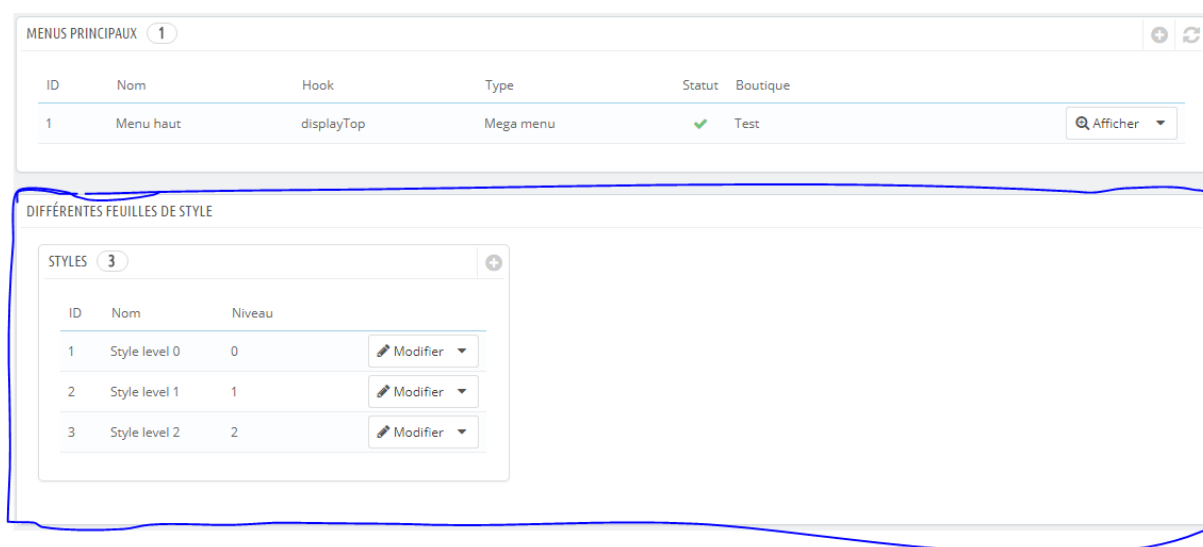 MENUS PRINCIPAUX 1
ID Nom Hook Type Statut Boutique
1 Menu haut displayTop Mega menu Test Afficher
DIFFÉRENTES FEUILLES DE STYLE
STYLES 3
ID Nom Niveau
1 Style level 0 0 Modifier
2 Style level 1 1 Modifier
3 Style level 2 2 Modifier